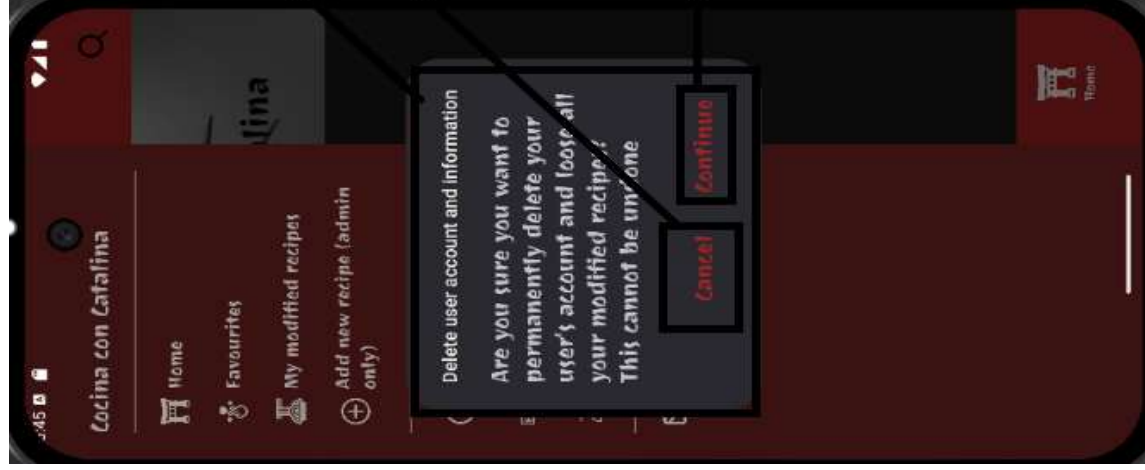 :45
Cocina con Catalina
Home
Favourites
My modified recipes
Add new recipe (admin
only)
Delete user account and information
Are you sure you want to
permanently delete your
user's account and loose all
your modified recipes?
This cannot be undone
Cancel
Continue
Home